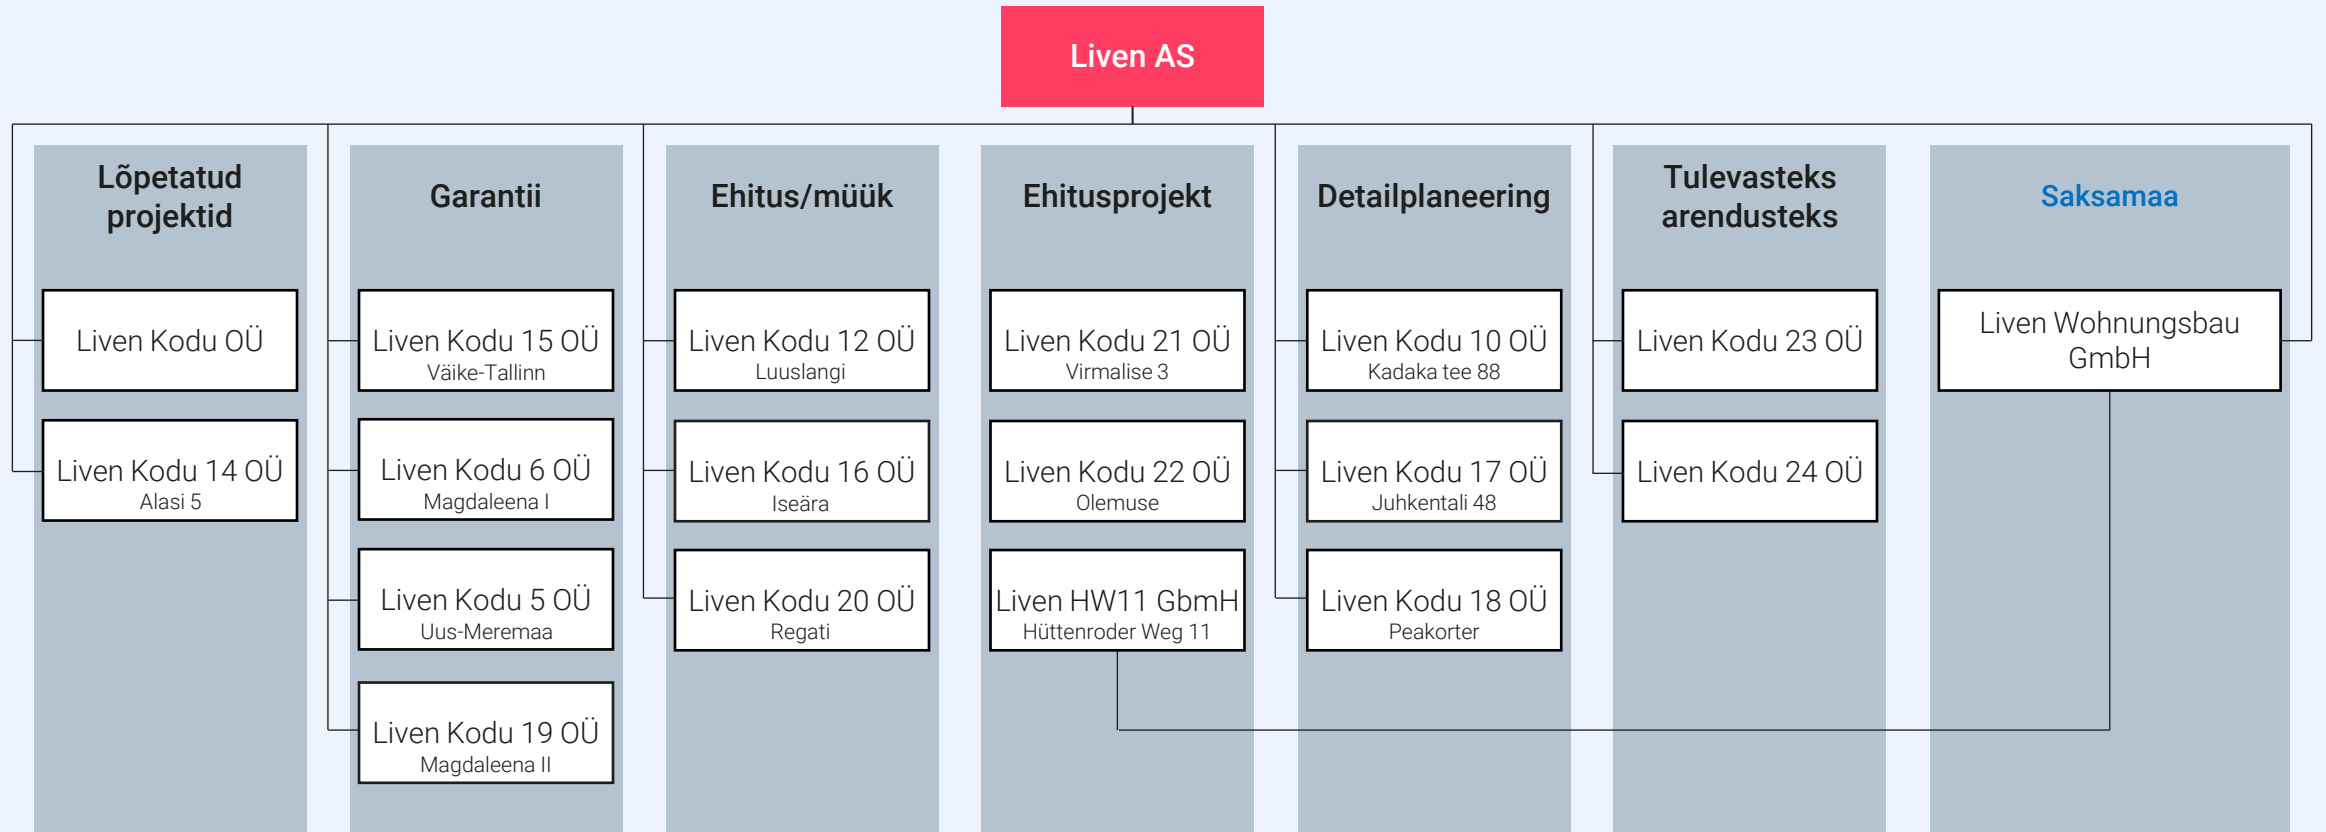 Liven AS
Lõpetatud
projektid
Liven Kodu OÜ
Liven Kodu 14 OÜ
Alasi 5
Garantii
Liven Kodu 15 OÜ
Väike-Tallinn
Liven Kodu 6 OÜ
Magdaleena I
Liven Kodu 5 OÜ
Uus-Meremaa
Liven Kodu 19 OÜ
Magdaleena II
Ehitus/müük
Liven Kodu 12 OÜ
Luuslangi
Liven Kodu 16 OÜ
Iseära
Liven Kodu 20 OÜ
Regati
Ehitusprojekt
Liven Kodu 21 OÜ
Virmalise 3
Liven Kodu 22 OÜ
Olemuse
Liven HW11 GbmH
Hüttenroder Weg 11
Detailplaneering
Liven Kodu 10 OÜ
Kadaka tee 88
Liven Kodu 17 OÜ
Juhkentali 48
Liven Kodu 18 OÜ
Peakorter
Tulevasteks
arendusteks
Liven Kodu 23 OÜ
Liven Kodu 24 OÜ
Saksamaa
Liven Wohnungsbau
GmbH